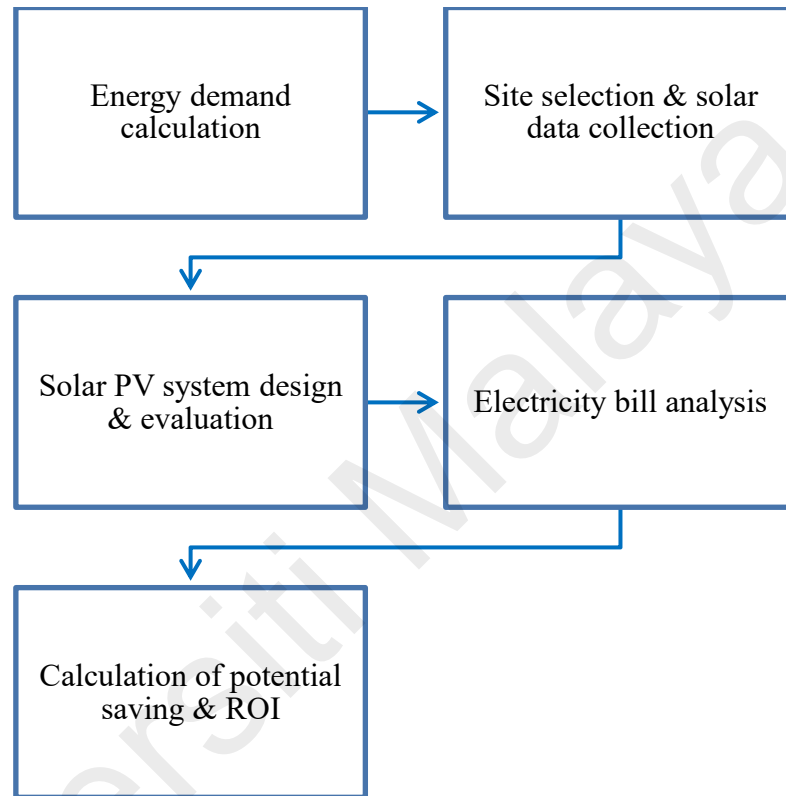 Energy demand
calculation
Site selection & solar
data collection
Solar PV system design
& evaluation
Electricity bill analysis
Calculation of potential
saving & ROI
ersiti Malaya